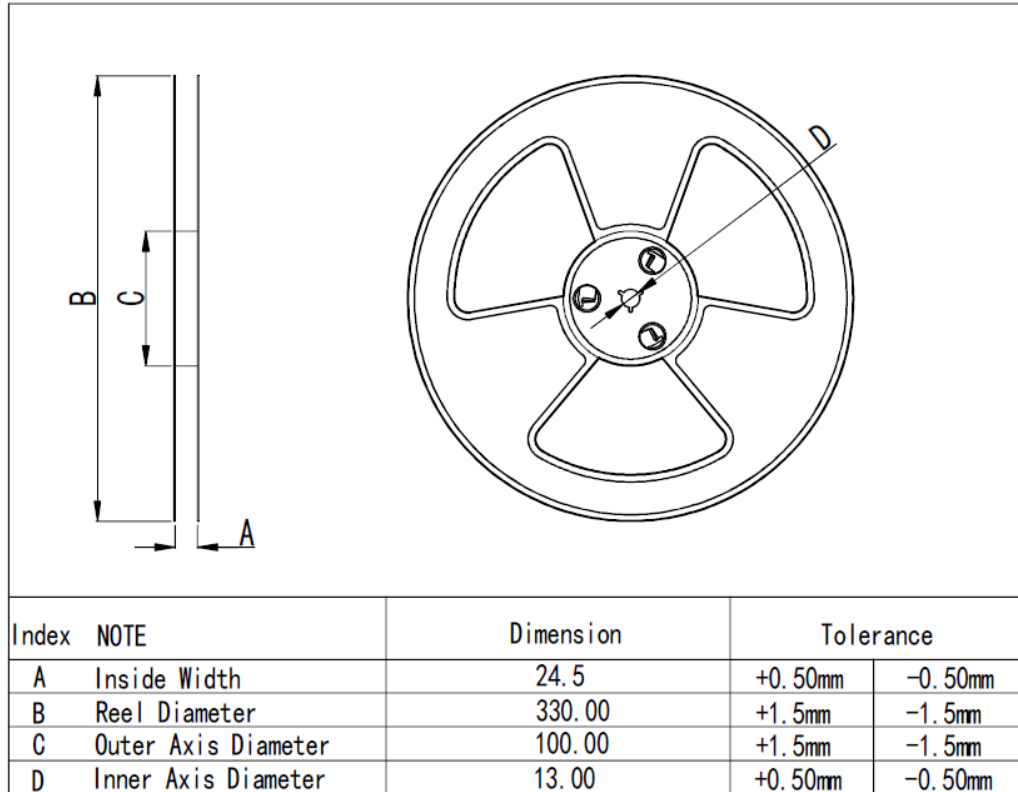 D
B
C
A
Index NOTE Dimension Tolerance
A Inside Width 24.5 +0.50mm -0.50mm
B Reel Diameter 330.00 +1.5mm -1.5mm
C Outer Axis Diameter 100.00 +1.5mm -1.5mm
D Inner Axis Diameter 13.00 +0.50mm -0.50mm